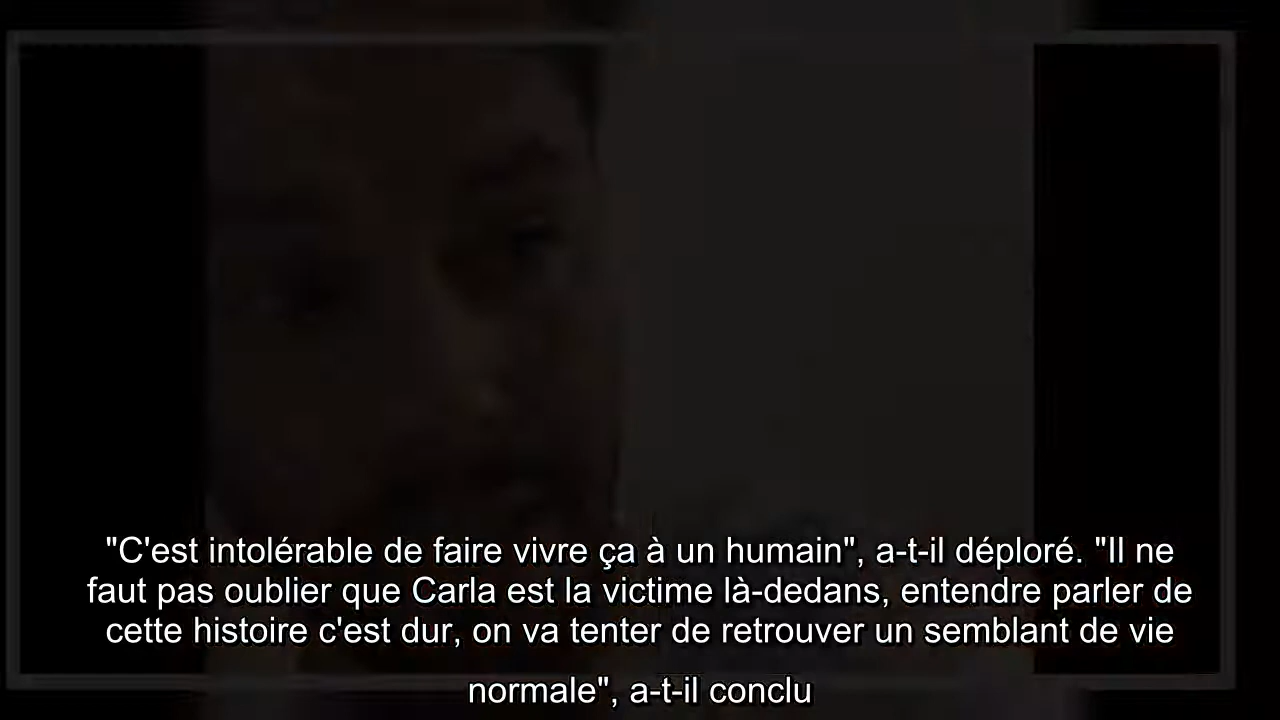 "C'est intolérable de faire vivre ça à un humain", a-t-il déploré. "Il ne
faut pas oublier que Carla est la victime là-dedans, entendre parler de
cette histoire c'est dur, on va tenter de retrouver un semblant de vie
normale", a-t-il conclu